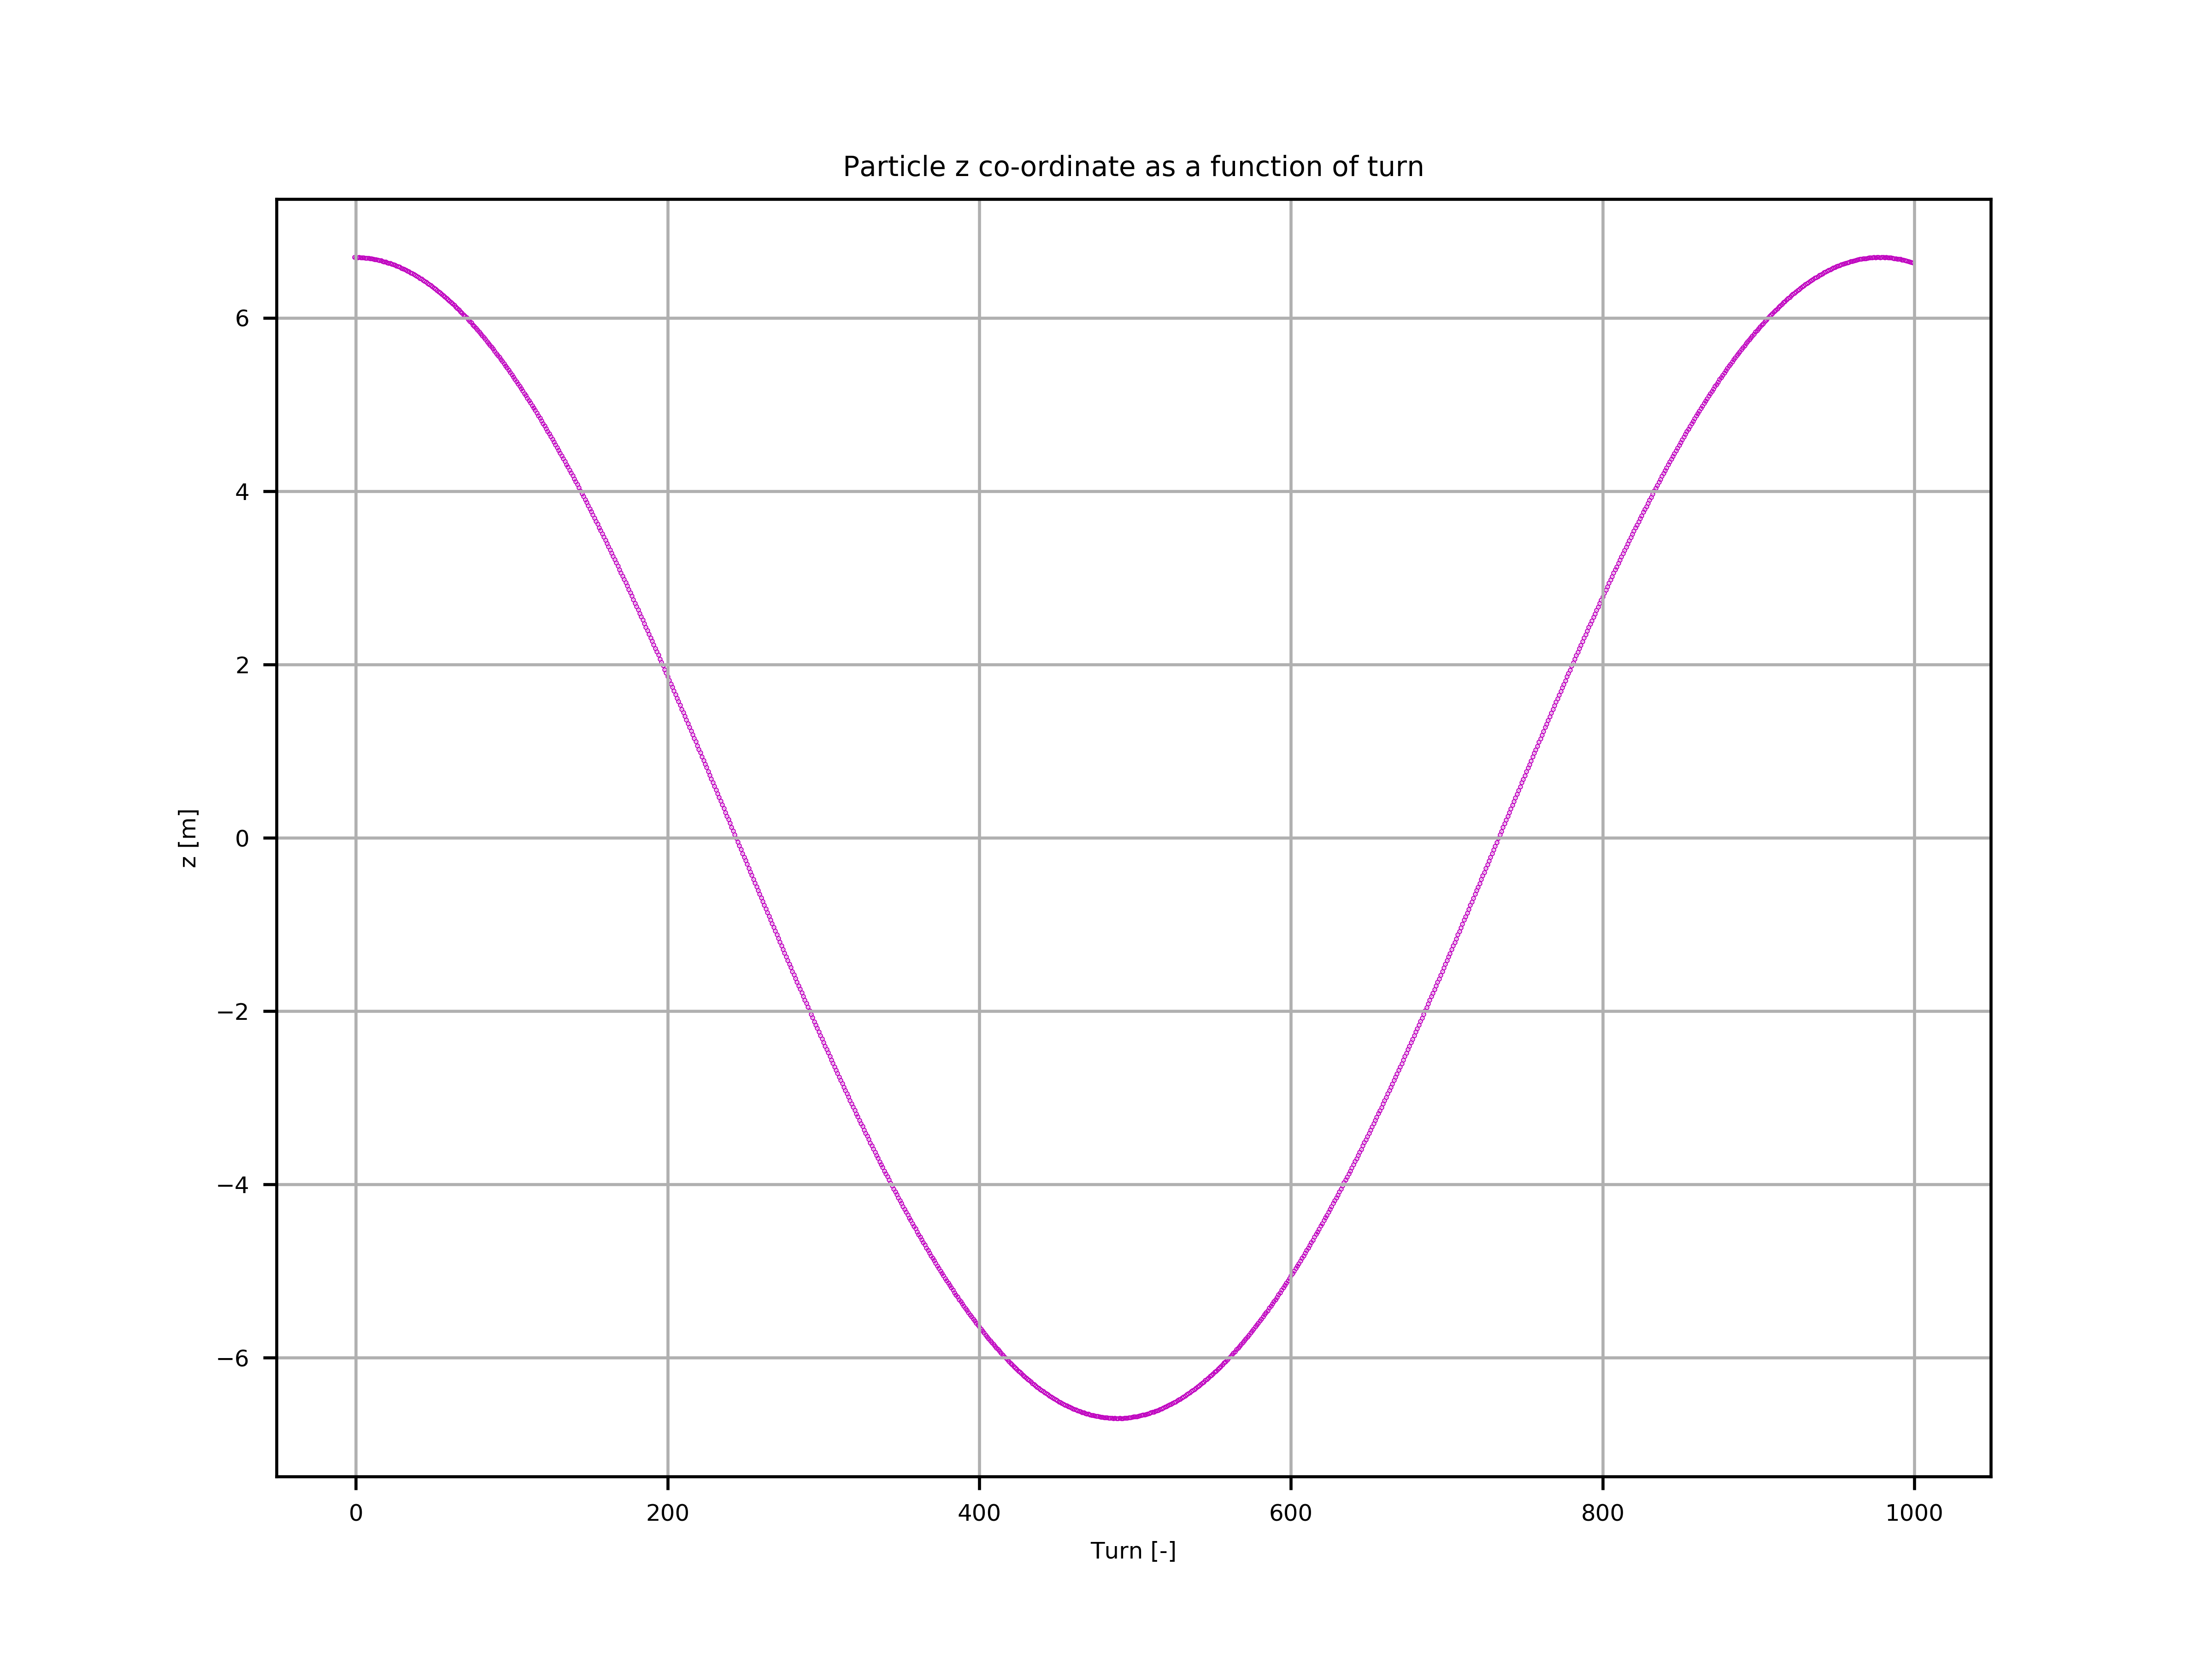 Particle z co-ordinate as a function of turn
6
4
2
0
−2
−4
−6
z [m]
0 200 400 600 800 1000
Turn [-]